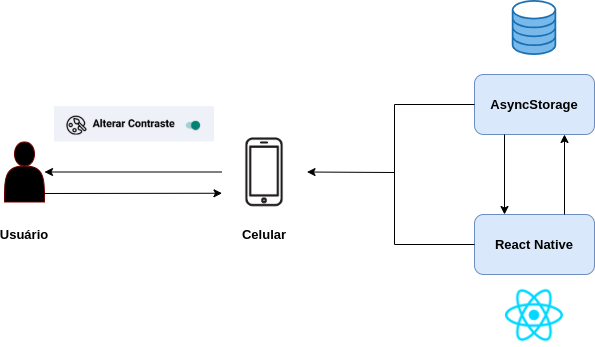 AsyncStorage
Alterar Contraste
Usuário
Celular
React Native